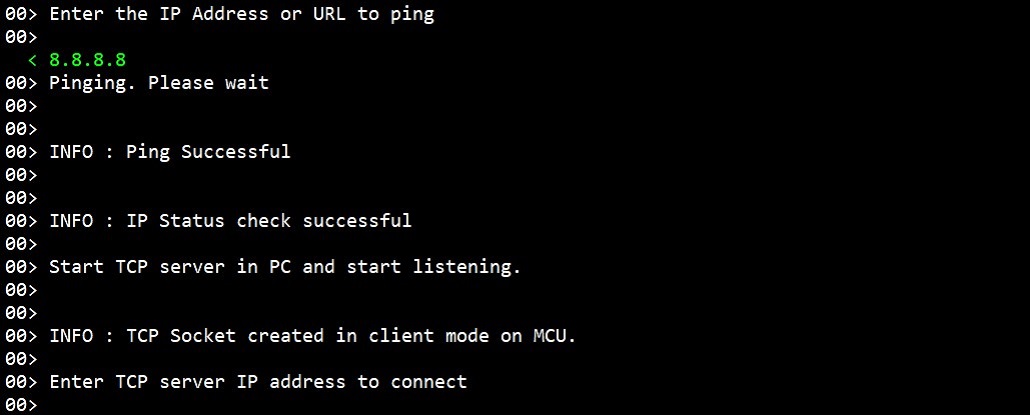 00> Enter the IP Address or URL to ping
00>
< 8.8.8.8
00> Pinging. Please wait
00>
00>
00> INFO : Ping Successful
00>
00>
00> INFO : IP Status check successful
00>
00> Start TCP server in PC and start listening.
00>
00>
00> INFO : TCP Socket created in client mode on MCU.
00>
00> Enter TCP server IP address to connect
00>